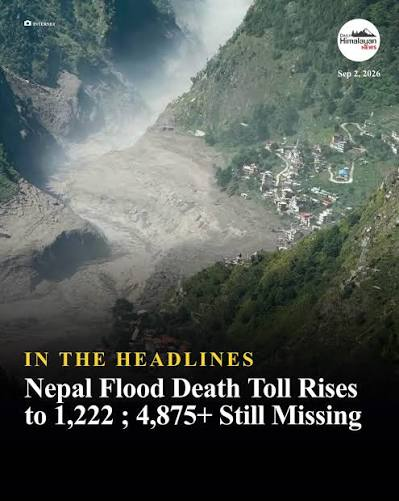 INTERNET
Himalayan
NEWS
Sep 2, 2026
IN THE HEADLINES
Nepal Flood Death Toll Rises
to 1,222 ; 4,875+ Still Missing